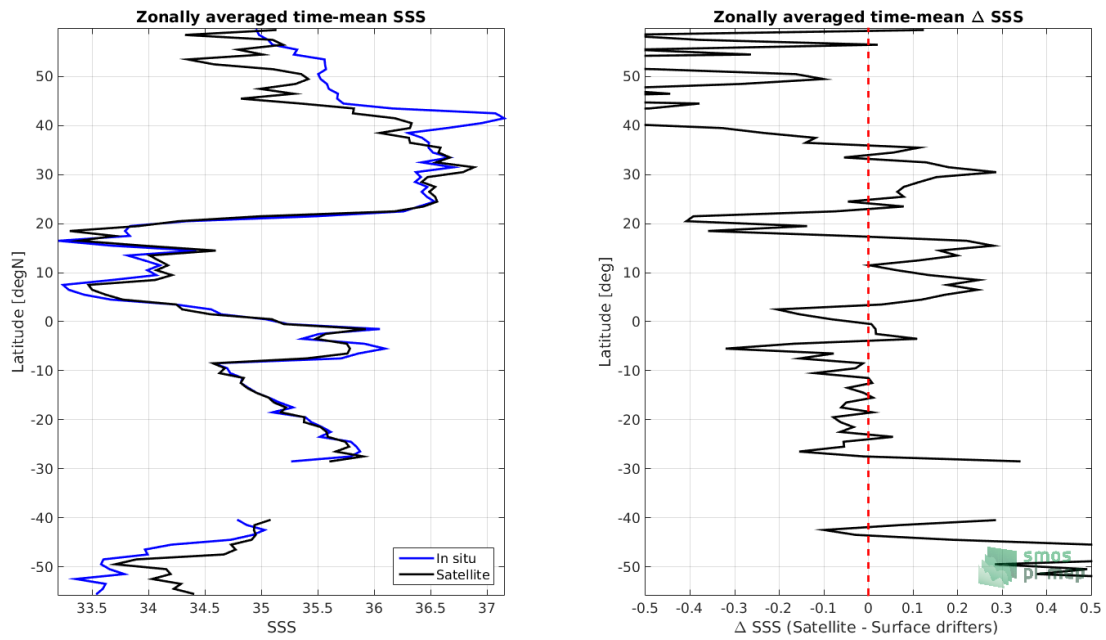 Zonally averaged time-mean SSS
Latitude [degN]
50
40
30
20
10
0
-10
-20
-30
-40
-50
33.5 34 34.5 35 35.5 36 36.5 37
SSS
In situ
Satellite
Zonally averaged time-mean Δ SSS
Latitude [deg]
50
40
30
20
10
0
-10
-20
-30
-40
-50
-0.5 -0.4 -0.3 -0.2 -0.1 0 0.1 0.2 0.3 0.4 0.5
Δ SSS (Satellite - Surface drifters)
smos
pi-mep